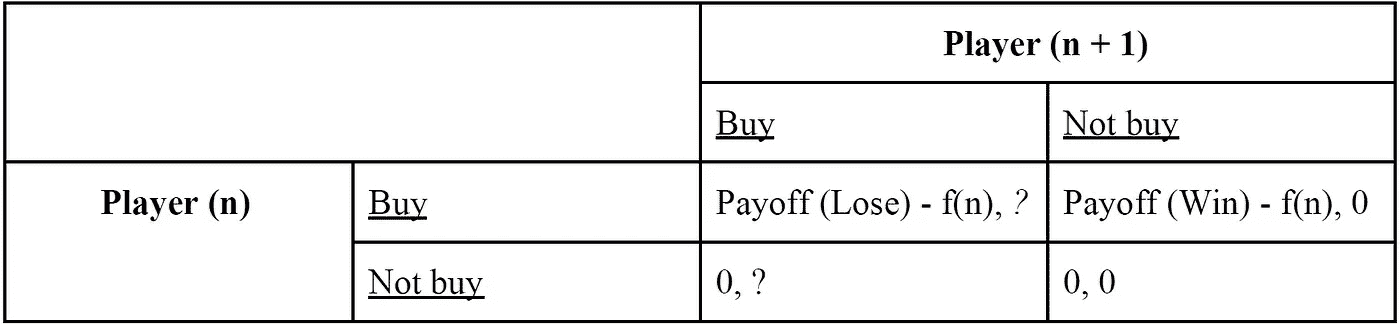 Player (n + 1)
Buy Not buy
Player (n) Buy Payoff (Lose) - f(n), ? Payoff (Win) - f(n), 0
Not buy 0, ? 0, 0